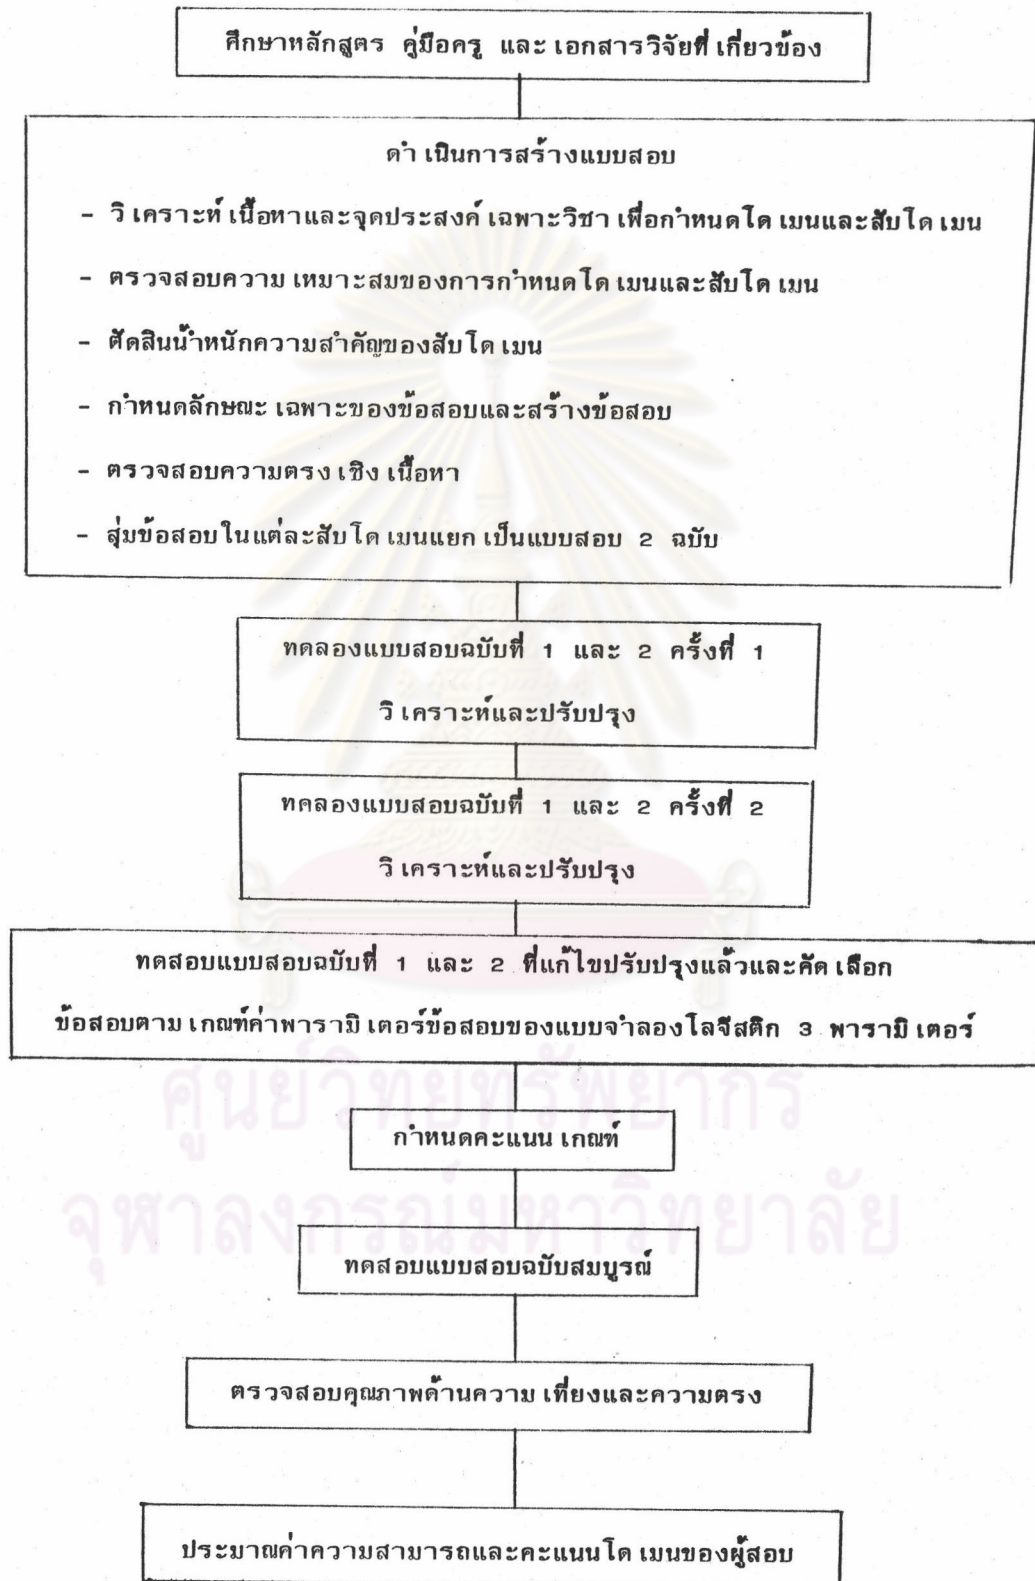 ศึกษาหลักสูตร คู่มือครู และ เอกสารวิจัยที่ เกี่ยวข้อง
ดำ เนินการสร้างแบบสอบ
- วิ เคราะห์ เนื้อหาและจุดประสงค์ เฉพาะวิชา เพื่อกำหนดโด เมนและสับโด เมน
- ตรวจสอบความ เหมาะสมของการกำหนดโด เมนและสับโด เมน
- ตัดสินน้ำหนักความสำคัญของสับโด เมน
- กำหนดลักษณะ เฉพาะของข้อสอบและสร้างข้อสอบ
- ตรวจสอบความตรง เชิง เนื้อหา
- สุ่มข้อสอบในแต่ละสับโด เมนแยก เป็นแบบสอบ 2 ฉบับ
ทดลองแบบสอบฉบับที่ 1 และ 2 ครั้งที่ 1
วิ เคราะห์และปรับปรุง
ทดลองแบบสอบฉบับที่ 1 และ 2 ครั้งที่ 2
วิ เคราะห์และปรับปรุง
ทดสอบแบบสอบฉบับที่ 1 และ 2 ที่แก้ไขปรับปรุงแล้วและคัด เลือก
ข้อสอบตาม เกณฑ์ค่าพารามิ เตอร์ข้อสอบของแบบจำลองโลจีสติก 3 พารามิ เตอร์
ศูนย์วิทยทรัพยากร
กำหนดคะแนน เกณฑ์
จุฬาลงกรณ์มหาวิทยาลัย
ทดสอบแบบสอบฉบับสมบูรณ์
ตรวจสอบคุณภาพด้านความ เที่ยงและความตรง
ประมาณค่าความสามารถและคะแนนโด เมนของผู้สอบ